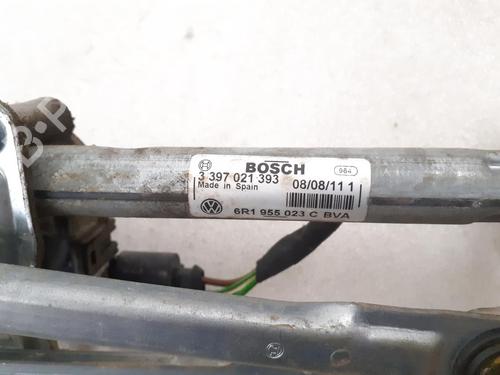 BOSCH
984
3 397 021 393 08/08/11 1
Made in Spain
6R1 955 023 C BVA